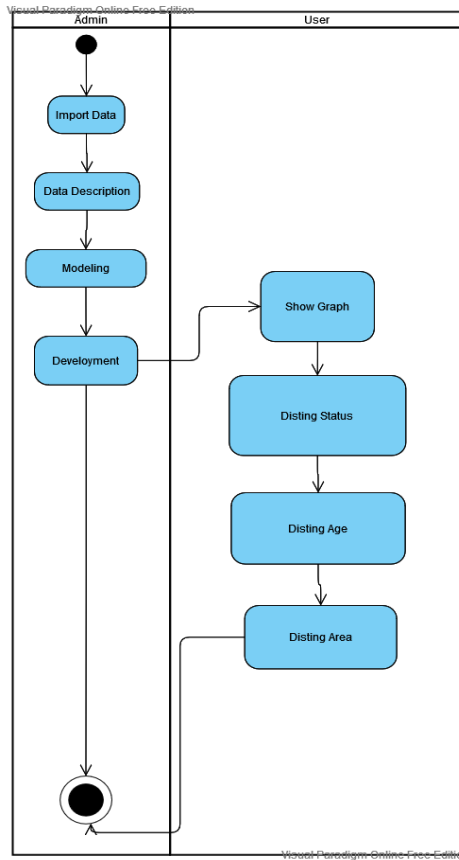 Visual Paradigm Online Free Edition
Admin
User
Import Data
Data Description
Modeling
Develoyment
Show Graph
Disting Status
Disting Age
Disting Area
Visual Paradigm Online Free Editi